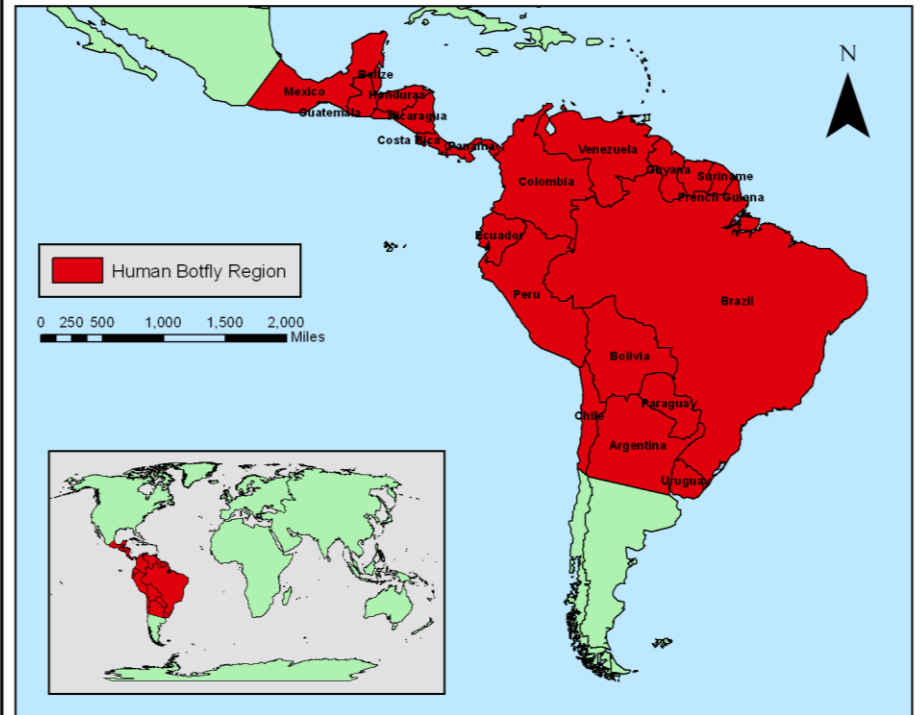 N
Belize
Mexico
Honduras
Guatemala
Nicaragua
Costa Rica
Panama
Venezuela
Guyana
Suriname
Colombia
French Guiana
Ecuador
Human Botfly Region
Peru
Brazil
0 250 500 1,000 1,500 2,000
Miles
Bolivia
Paraguay
Chile
Argentina
Uruguay